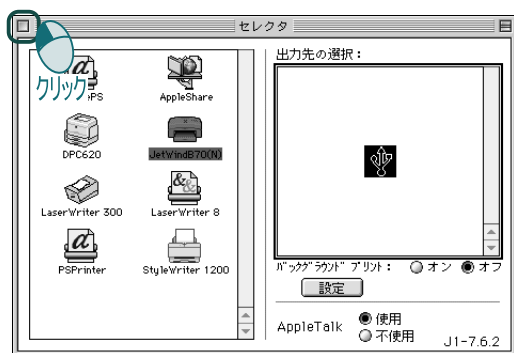 セレクタ
クリック
PS
AppleShare
DPC620
JetWindB70(N)
LaserWriter 300
LaserWriter 8
PSPrinter
StyleWriter 1200
出力先の選択：
ﾊﾞｯｸｸﾞﾗｳﾝﾄﾞ ﾌﾟﾘﾝﾄ： オン オフ
設定
AppleTalk
使用
不使用
J1-7.6.2